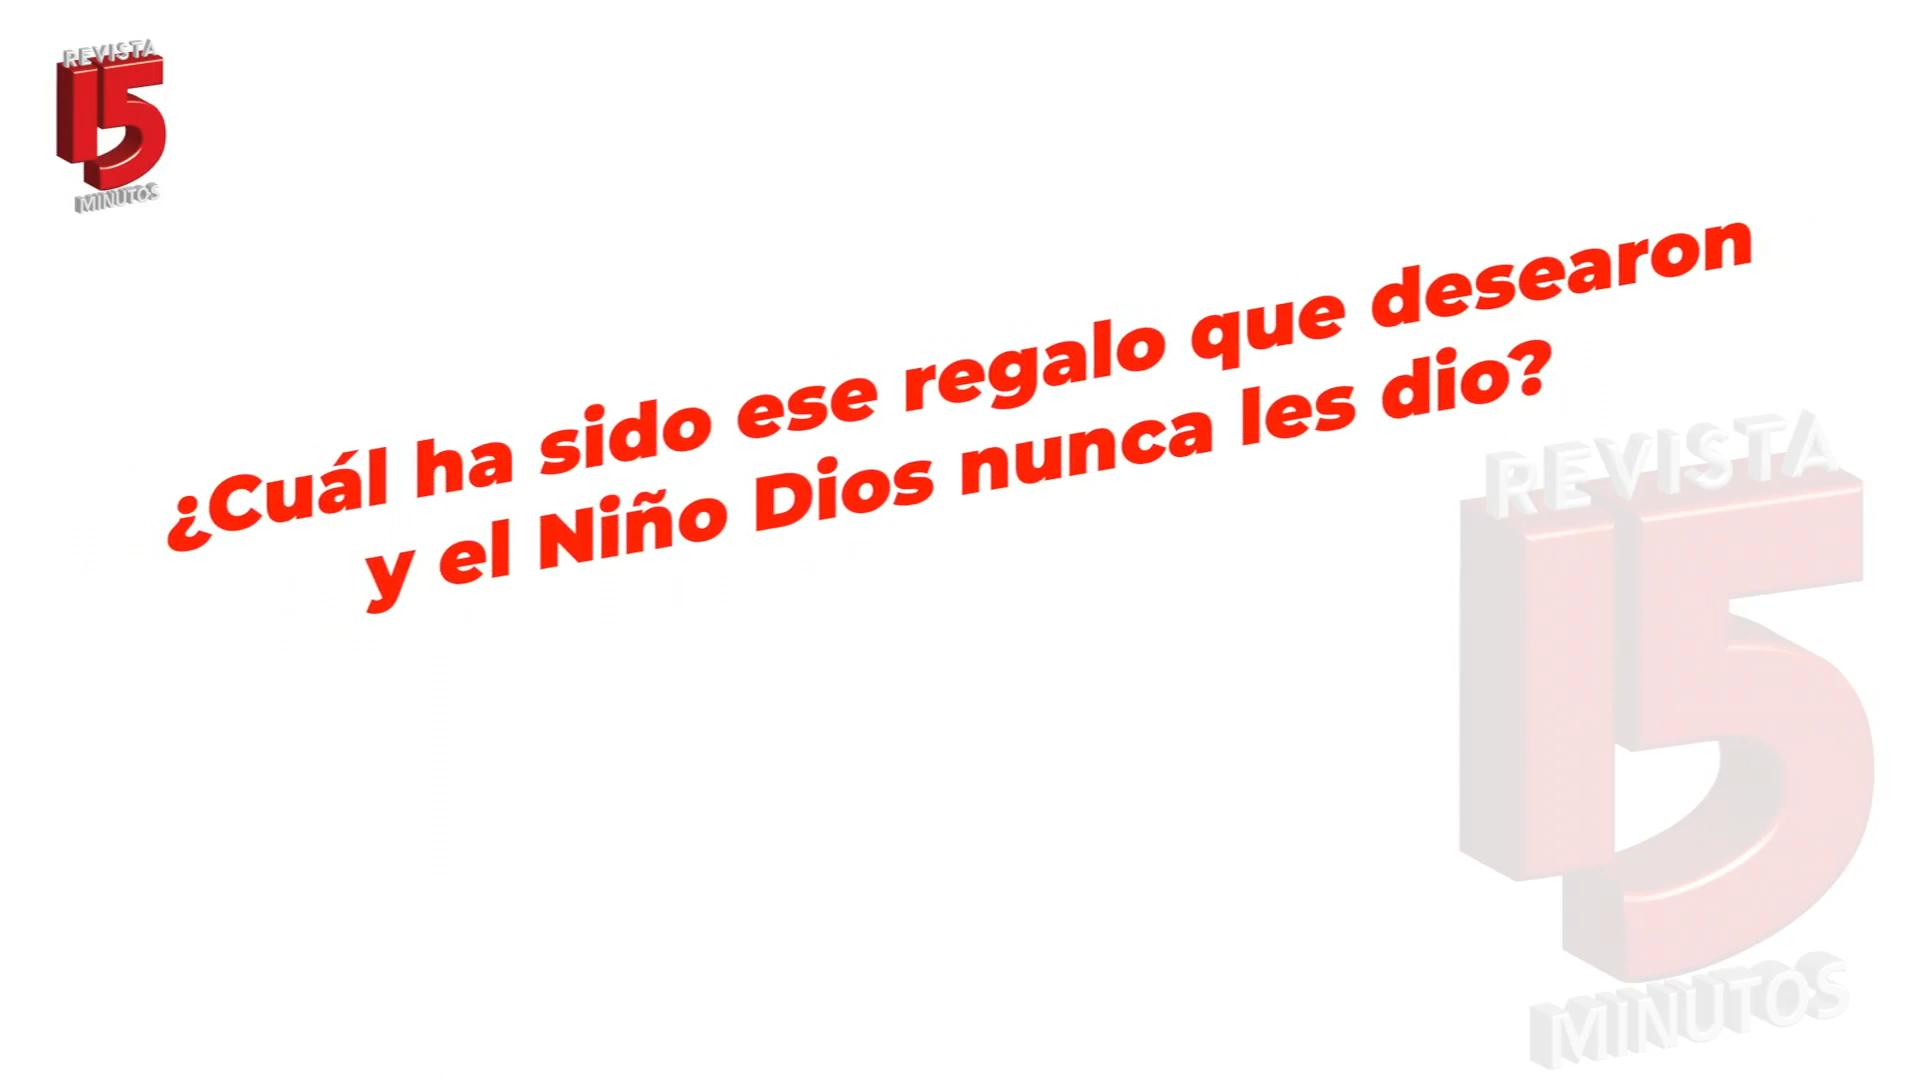 REVISTA
15
MINUTOS
¿Cuál ha sido ese regalo que desearon
y el Niño Dios nunca les dio?
REVISTA
15
MINUTOS